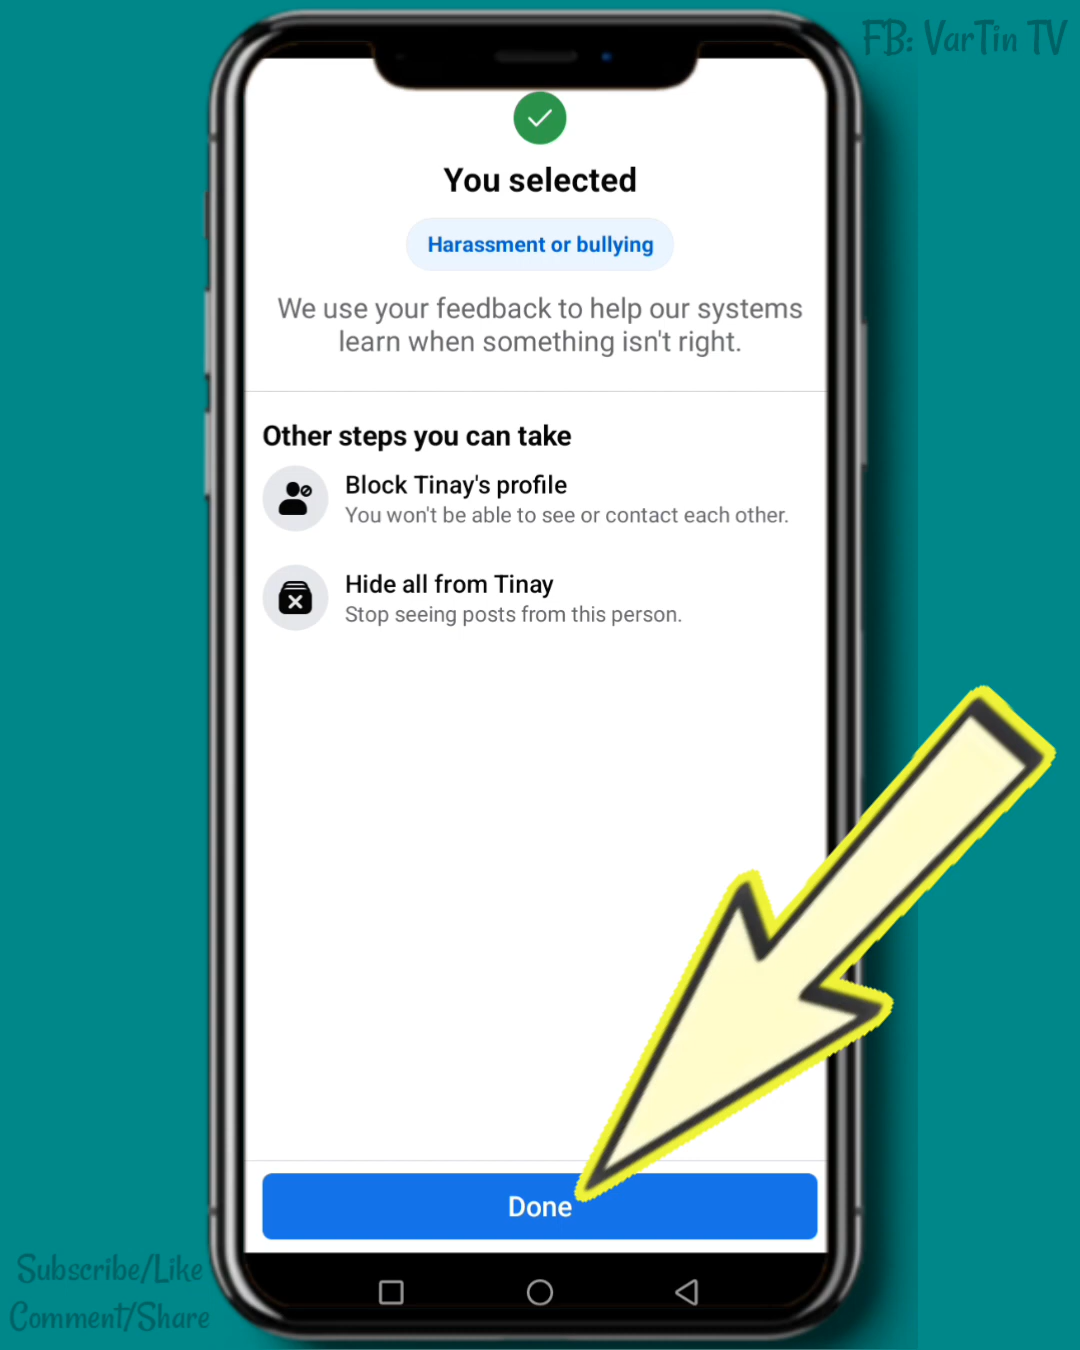 FB: VarTin TV
You selected
Harassment or bullying
We use your feedback to help our systems
learn when something isn't right.
Other steps you can take
Block Tinay's profile
You won't be able to see or contact each other.
Hide all from Tinay
Stop seeing posts from this person.
Done
Subscribe/Like
Comment/Share